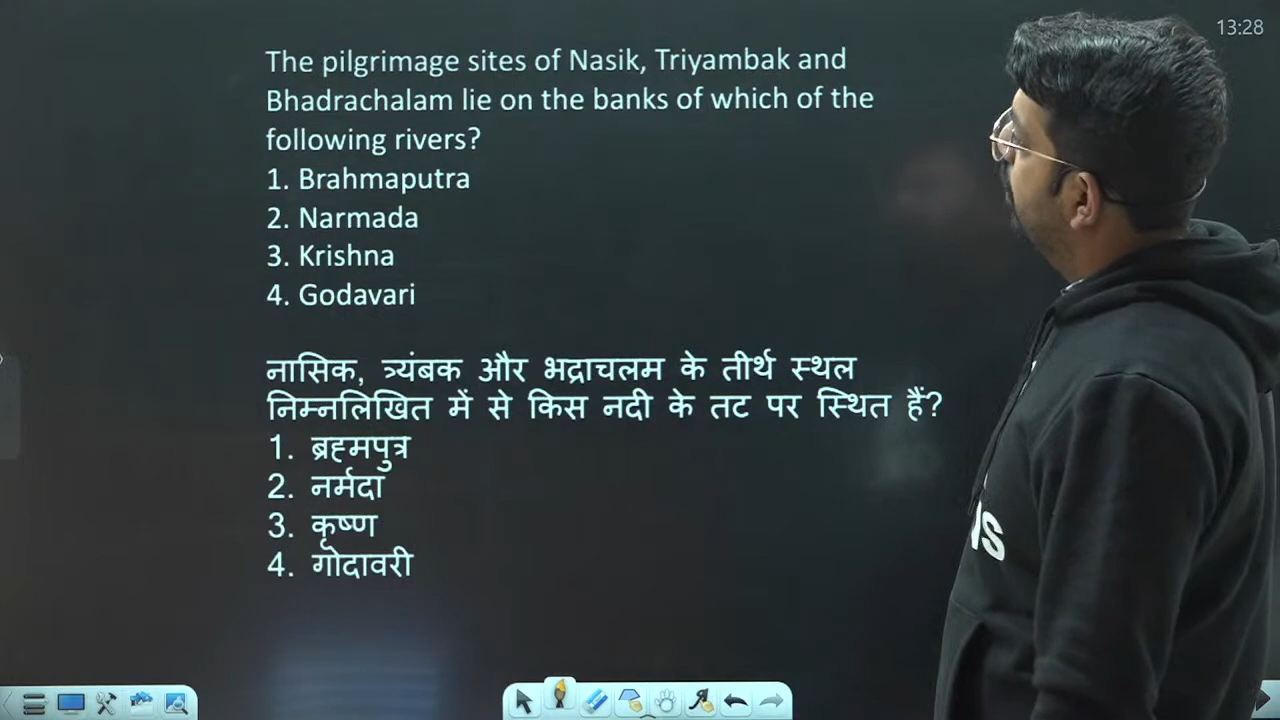 13:28
The pilgrimage sites of Nasik, Triyambak and
Bhadrachalam lie on the banks of which of the
following rivers?
1. Brahmaputra
2. Narmada
3. Krishna
4. Godavari
नासिक, त्र्यंबक और भद्राचलम के तीर्थ स्थल
निम्नलिखित में से किस नदी के तट पर स्थित हैं?
1. ब्रह्मपुत्र
2. नर्मदा
3. कृष्ण
4. गोदावरी